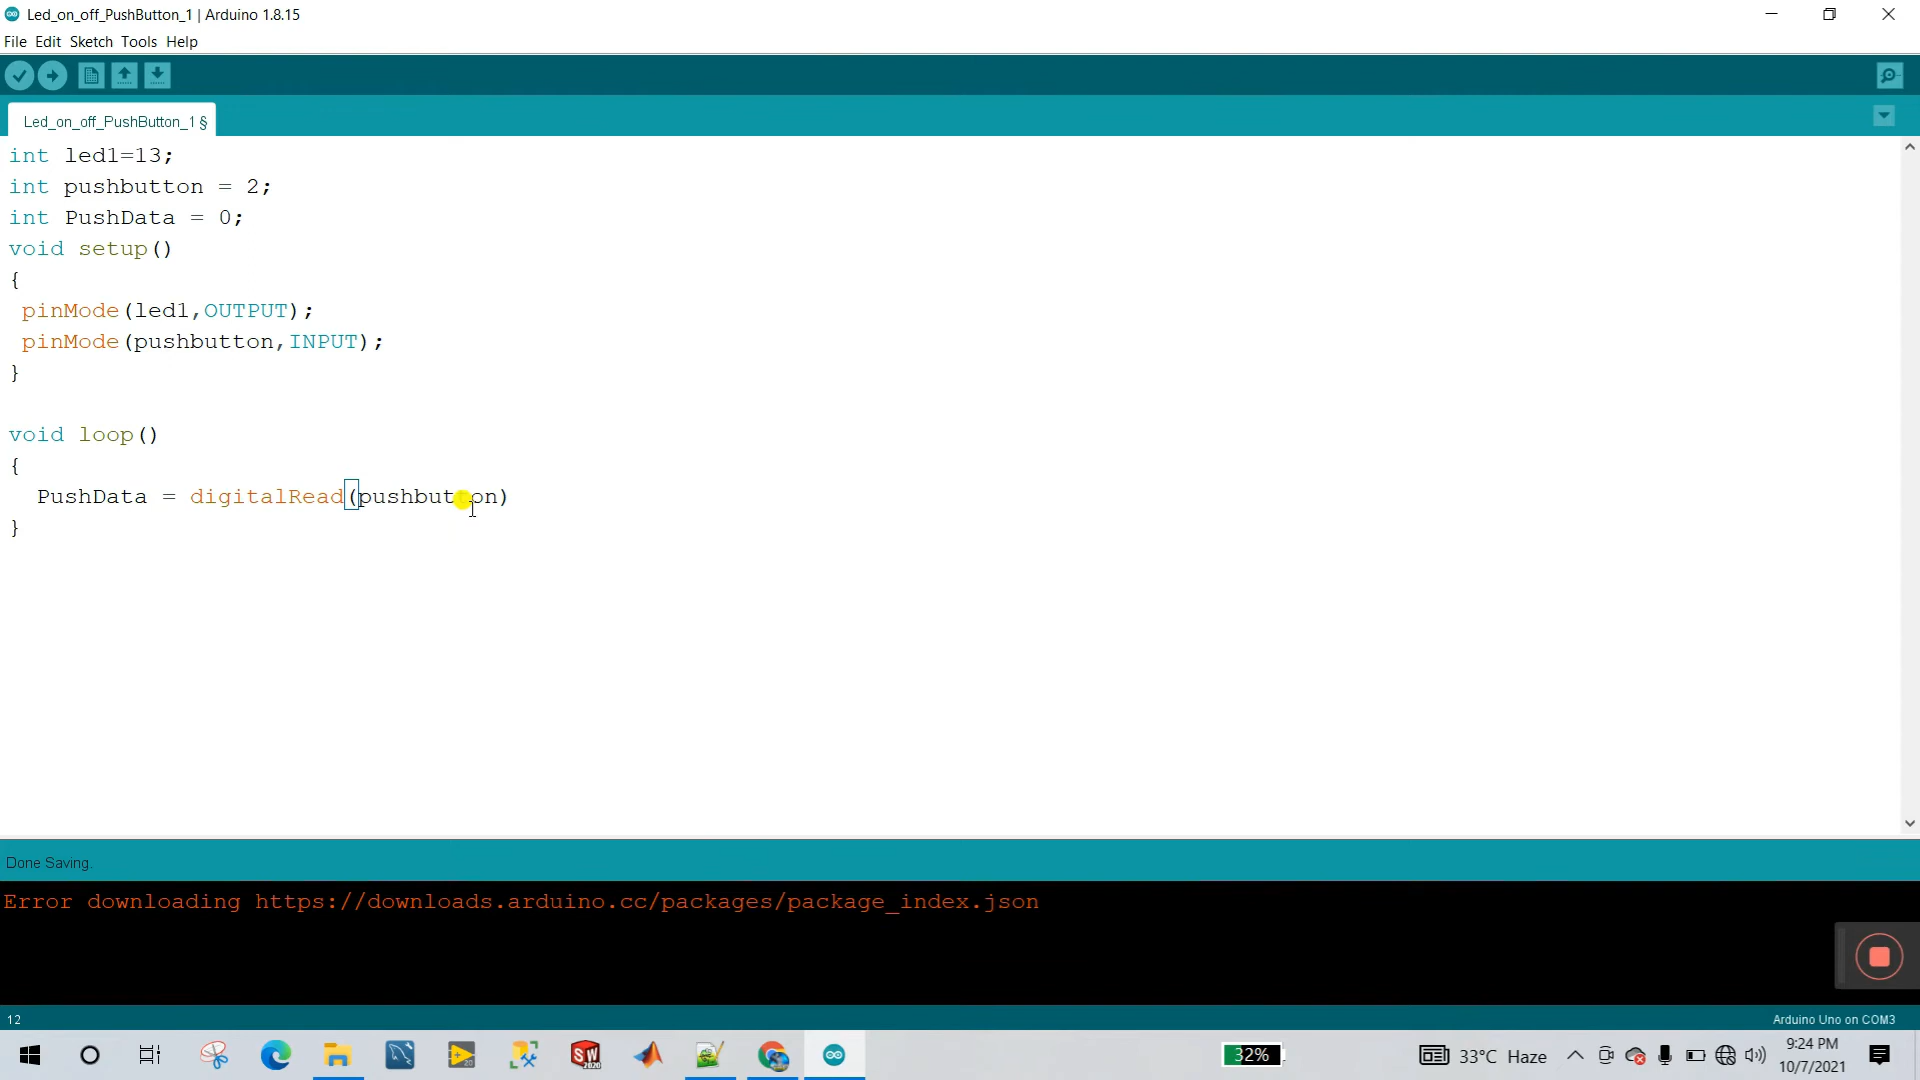 Led_on_off_PushButton_1 | Arduino 1.8.15
File Edit Sketch Tools Help
Led_on_off_PushButton_1 §
int led1=13;
int pushbutton = 2;
int PushData = 0;
void setup()
{
pinMode(led1,OUTPUT);
pinMode(pushbutton,INPUT);
}
void loop()
{
PushData = digitalRead(pushbutton)
}
Done Saving.
Error downloading https://downloads.arduino.cc/packages/package_index.json
12
Arduino Uno on COM3
32%
33°C Haze
9:24 PM
10/7/2021